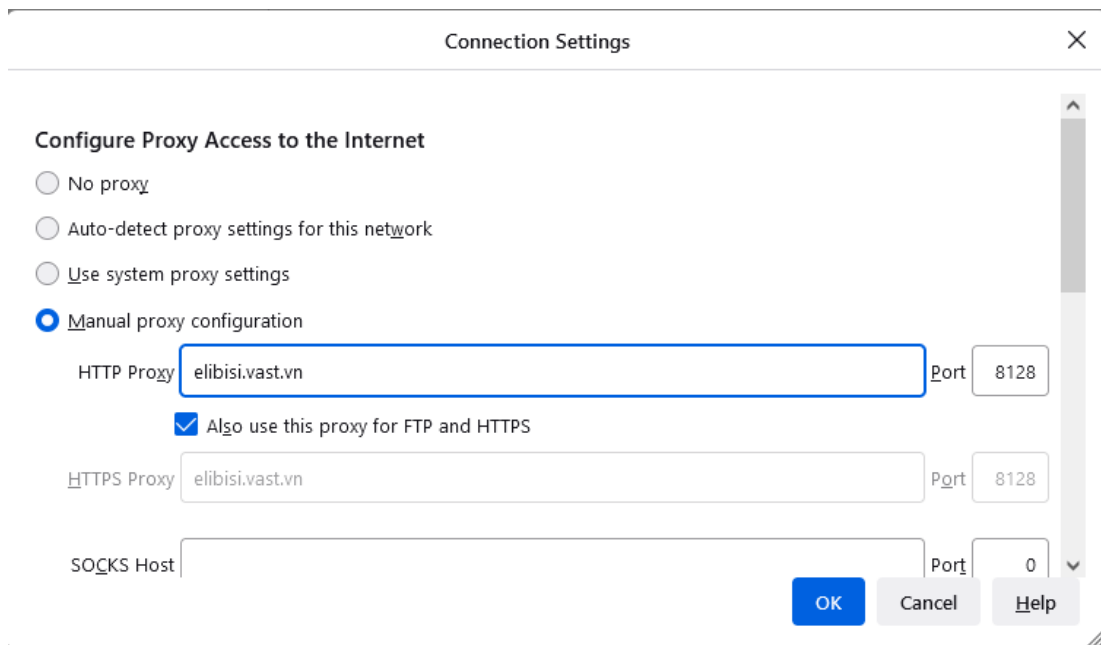 Connection Settings
Configure Proxy Access to the Internet
No proxy
Auto-detect proxy settings for this network
Use system proxy settings
Manual proxy configuration
HTTP Proxy elibisi.vast.vn Port 8128
Also use this proxy for FTP and HTTPS
HTTPS Proxy elibisi.vast.vn Port 8128
SOCKS Host Port 0
OK Cancel Help